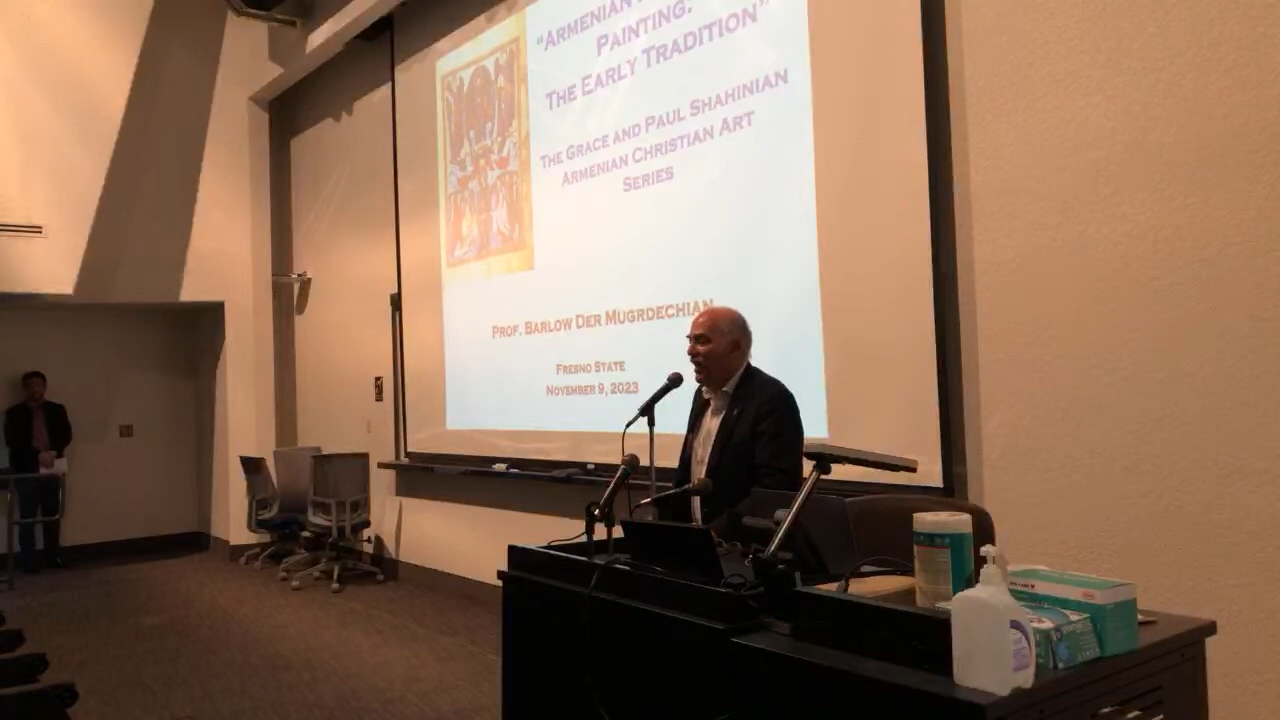 "ARMENIAN
PAINTING:
THE EARLY TRADITION"
THE GRACE AND PAUL SHAHINIAN
ARMENIAN CHRISTIAN ART
SERIES
PROF. BARLOW DER MUGRDECHIAN
FRESNO STATE
NOVEMBER 9, 2023